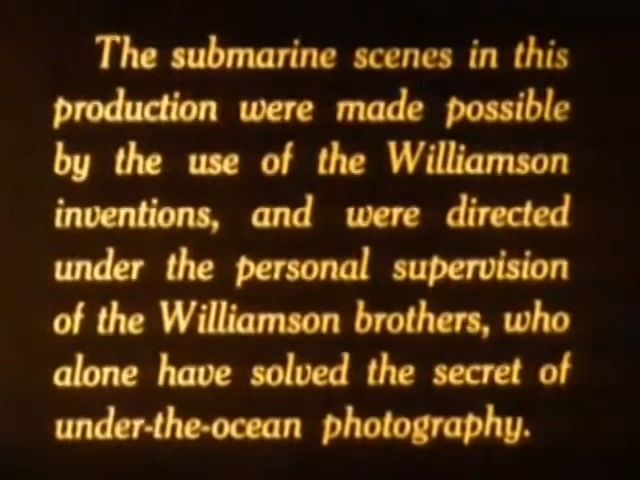 The submarine scenes in this
production were made possible
by the use of the Williamson
inventions, and were directed
under the personal supervision
of the Williamson brothers, who
alone have solved the secret of
under-the-ocean photography.